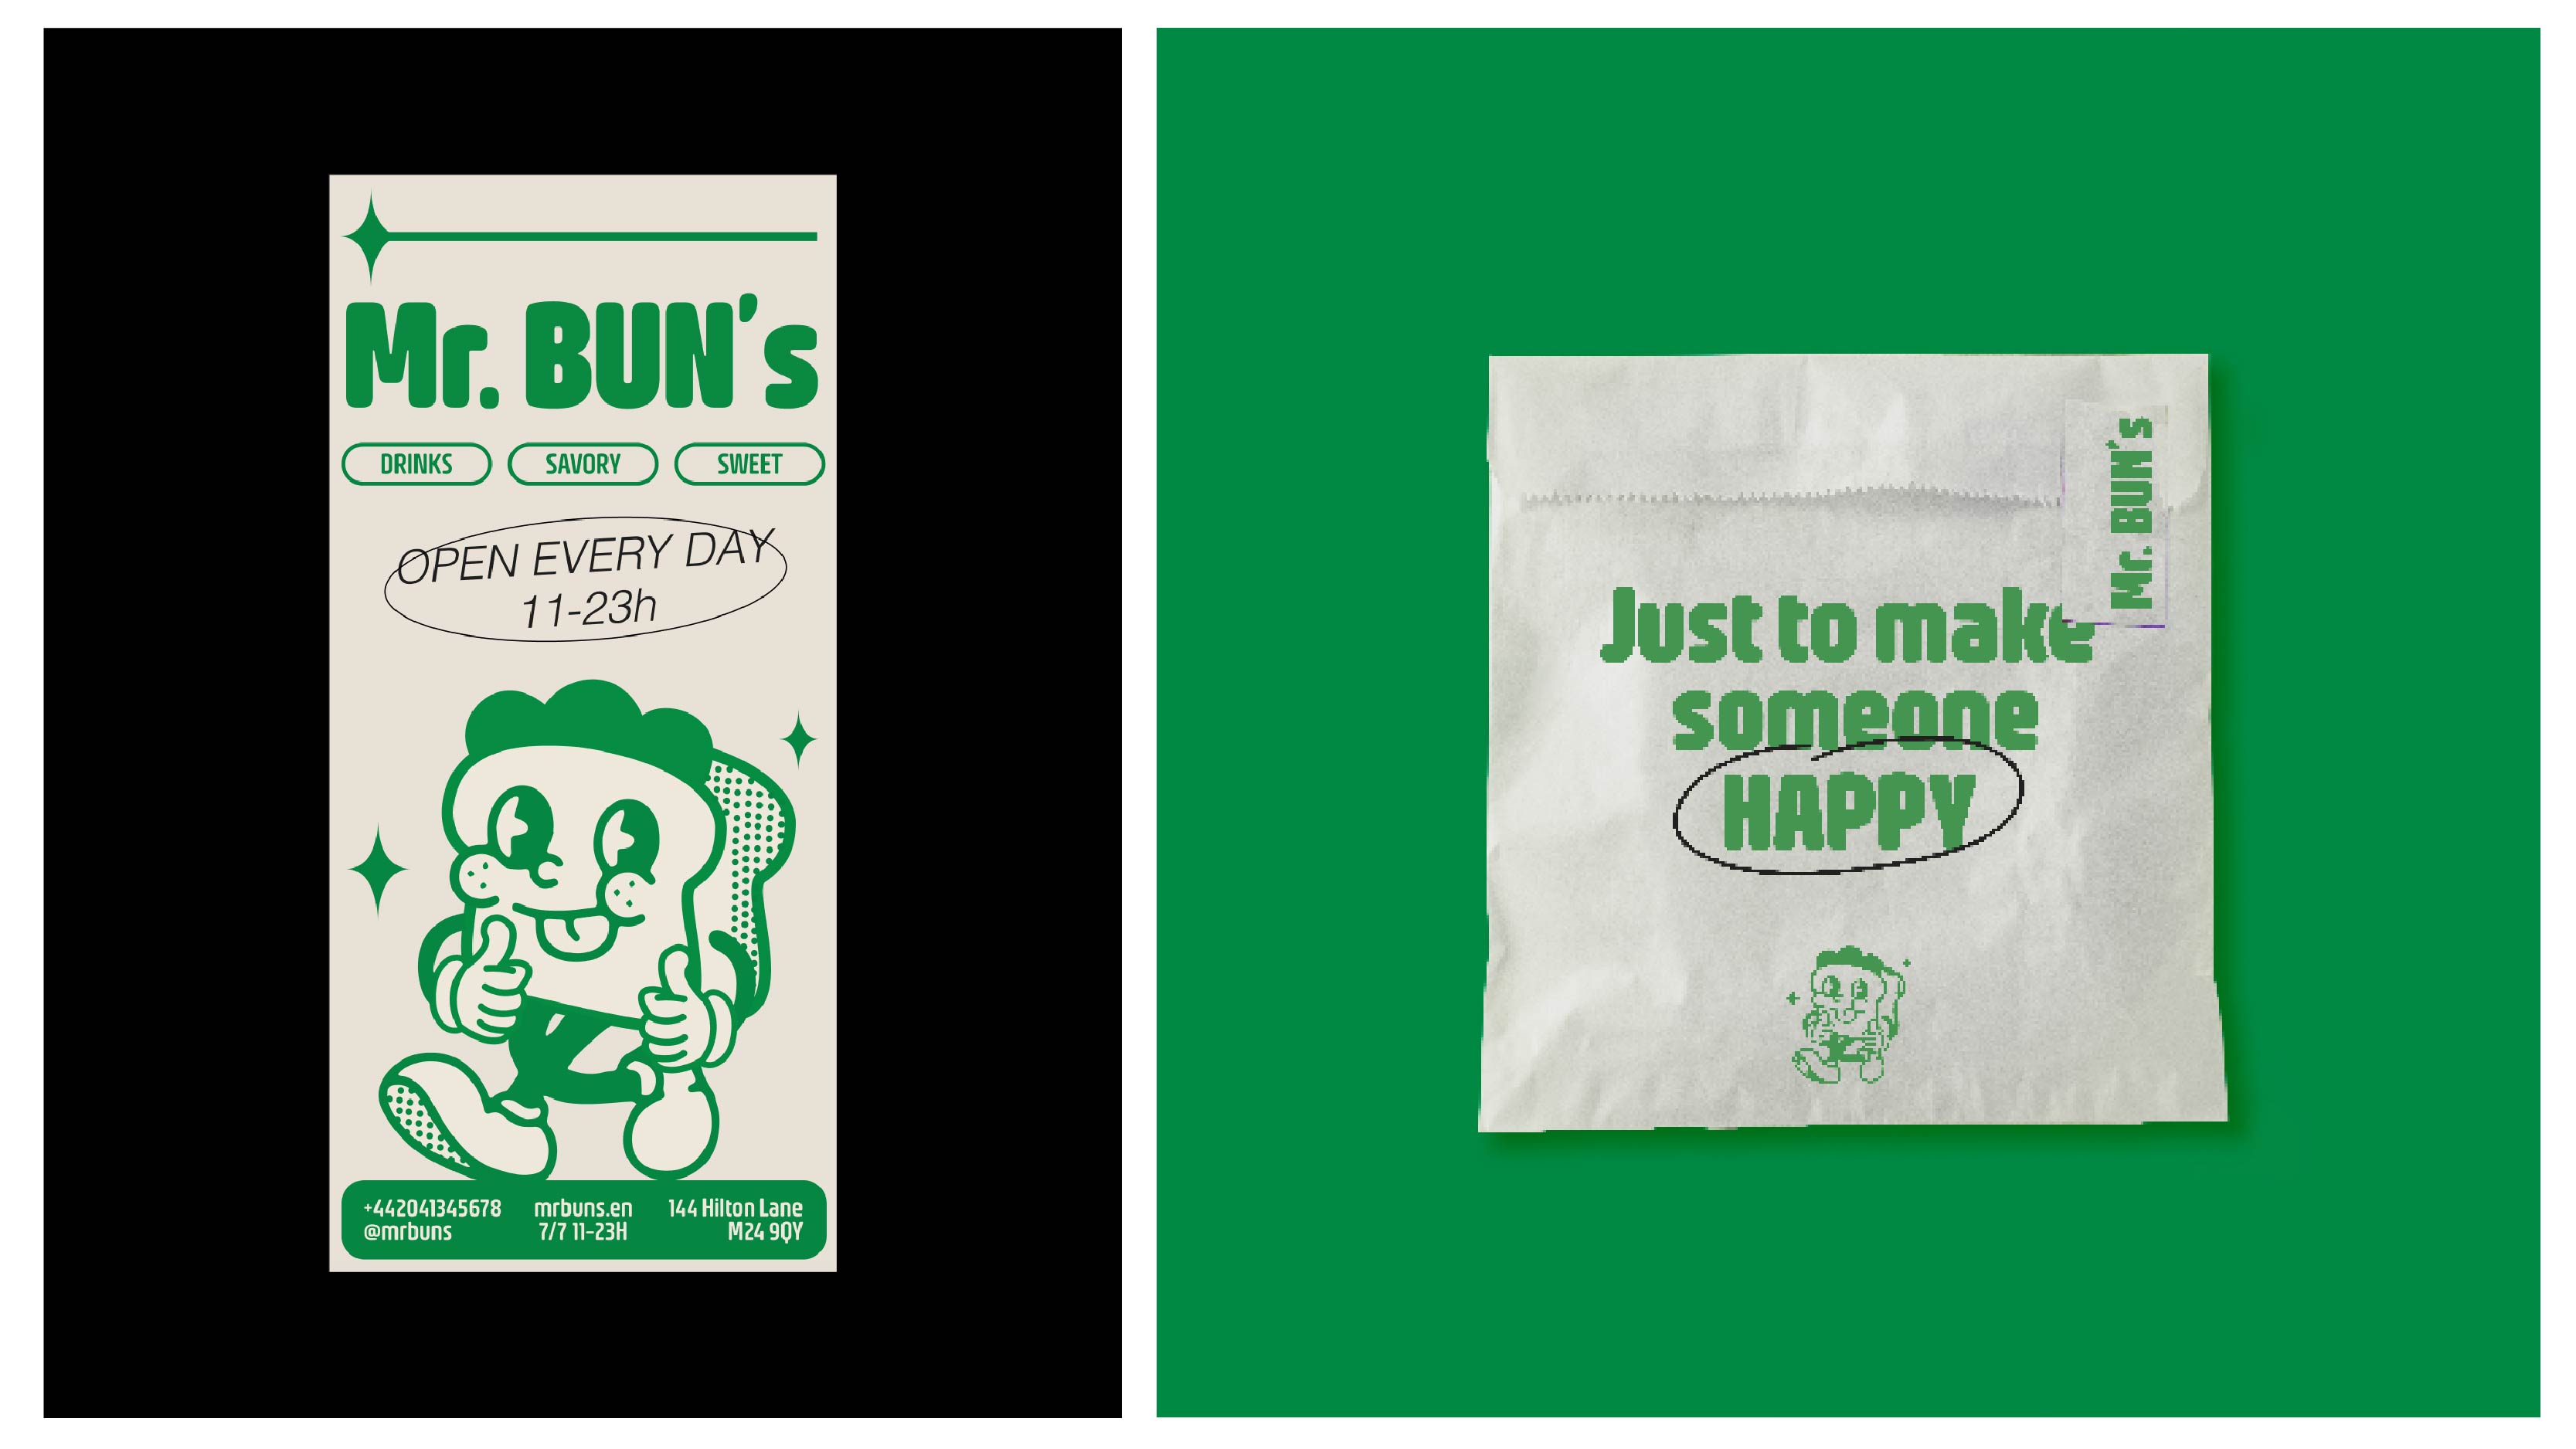 Mr. BUN's
DRINKS
SAVORY
SWEET
OPEN EVERY DAY
11-23h
+442041345678
@mrbuns
mrbuns.en
7/7 11-23H
144 Hilton Lane
M24 9QY
Mr. BUN's
Just to make
someone
HAPPY